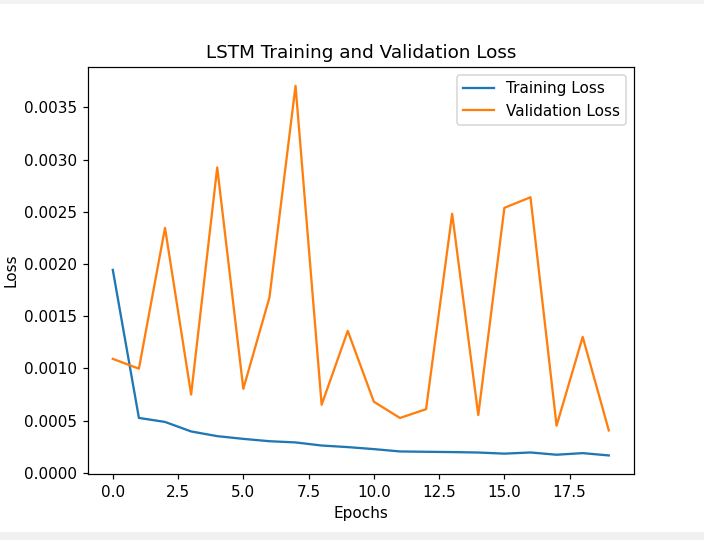 LSTM Training and Validation Loss
Training Loss
Validation Loss
0.0035
0.0030
0.0025
0.0020
0.0015
0.0010
0.0005
0.0000
Loss
0.0 2.5 5.0 7.5 10.0 12.5 15.0 17.5
Epochs